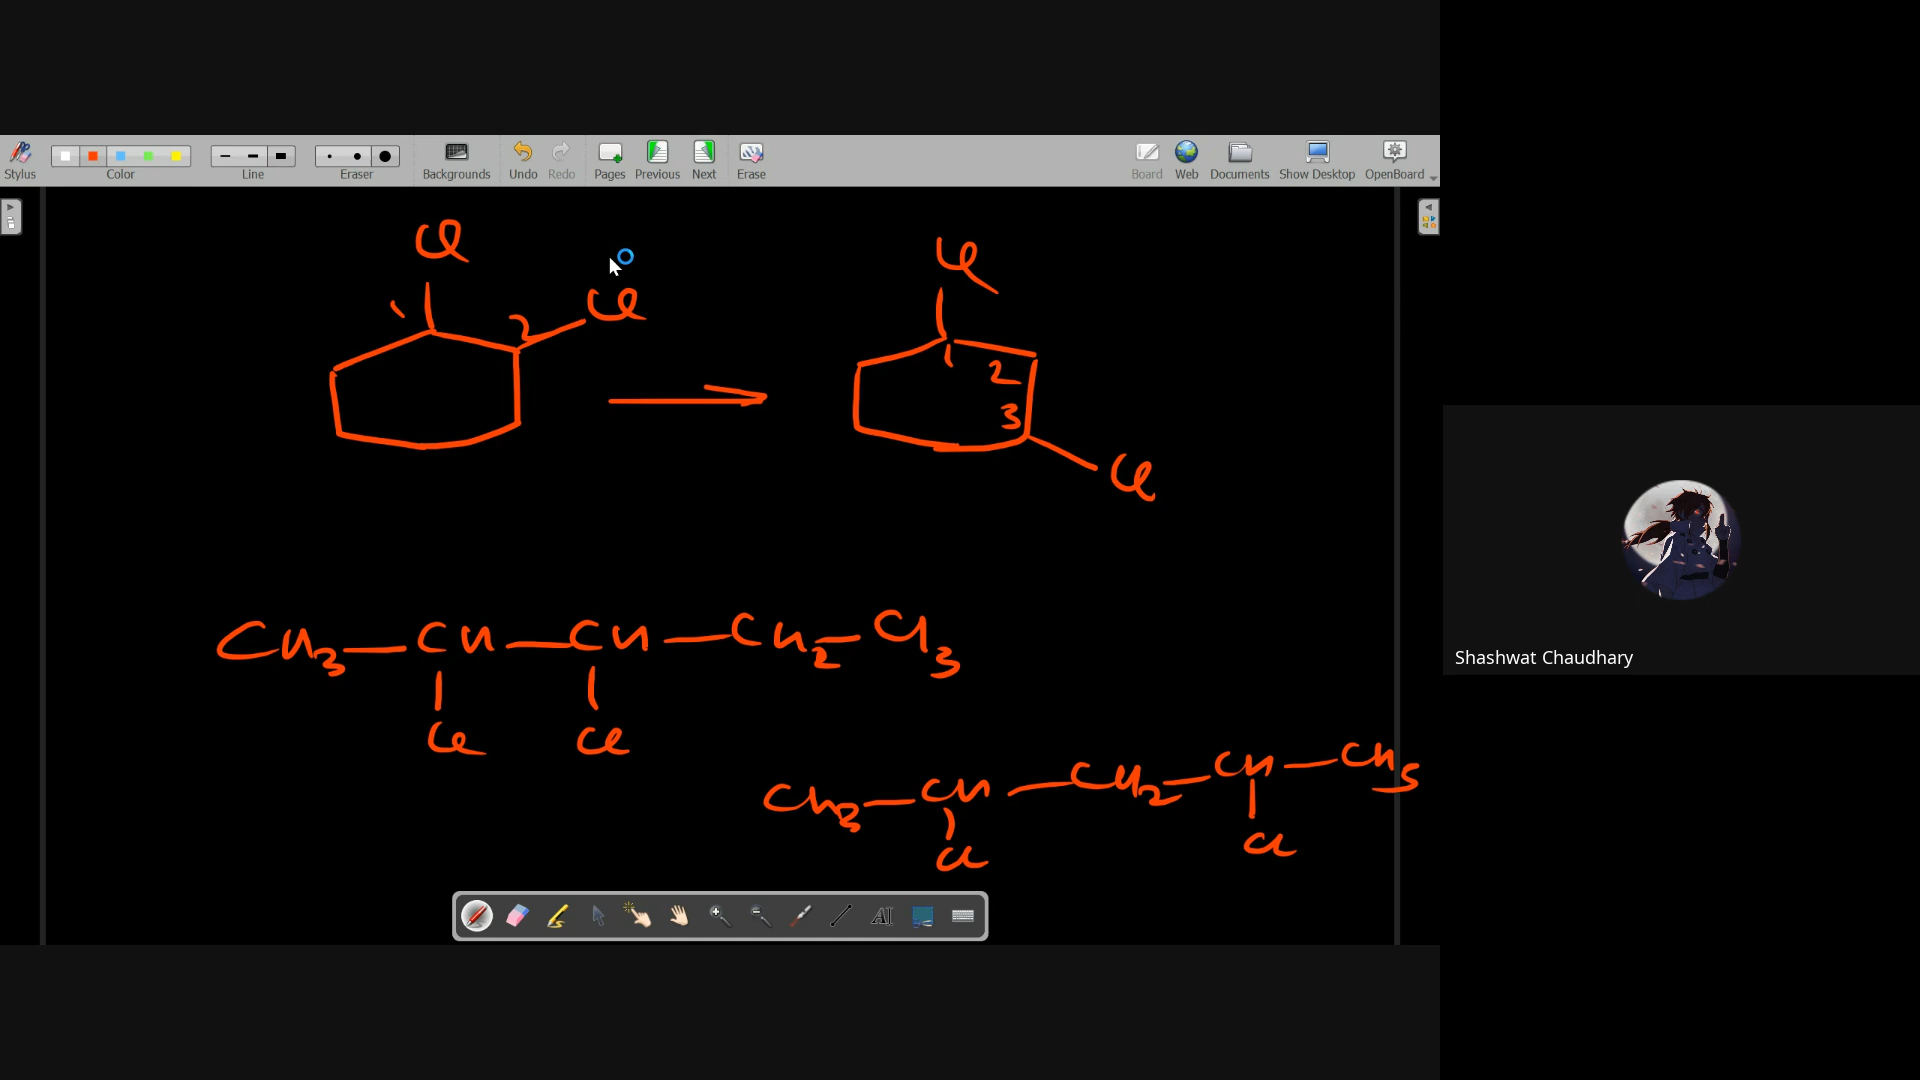 Stylus Color Line Eraser Backgrounds Undo Redo Pages Previous Next Erase Board Web Documents Show Desktop OpenBoard
Cl
Cl
1 2
Cl
1
2
3
Cl
CH3—CH—CH—CH2—Cl3
Cl Cl
CH3—CH—CH2—CH—CH3
Cl Cl
Shashwat Chaudhary